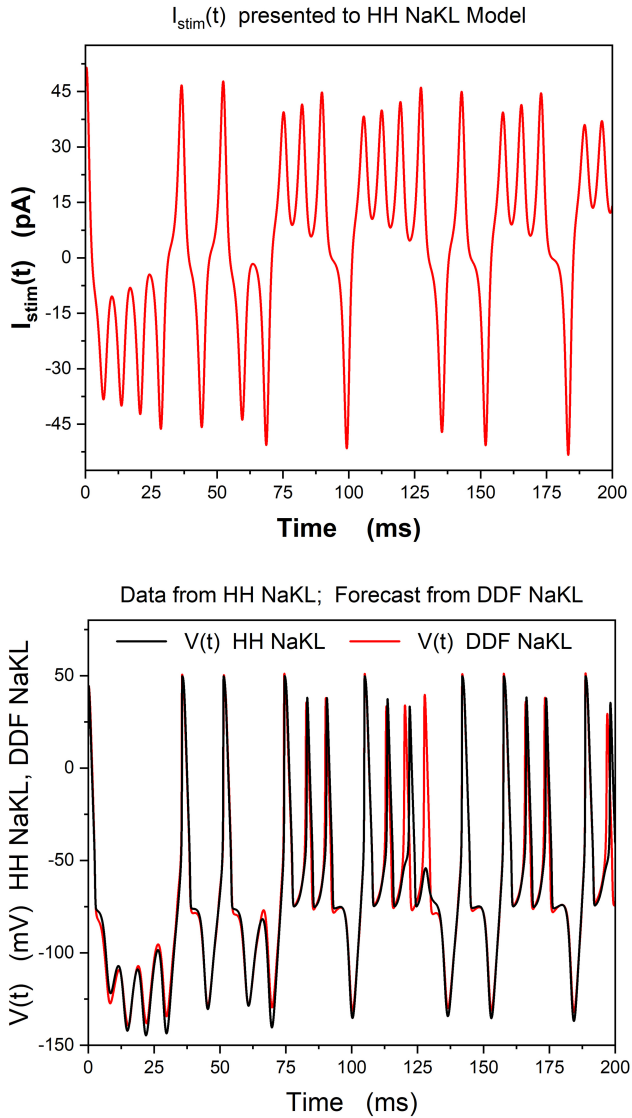 I_stim(t) presented to HH NaKL Model
I_stim(t) (pA)
45
30
15
0
-15
-30
-45
0 25 50 75 100 125 150 175 200
Time (ms)
Data from HH NaKL; Forecast from DDF NaKL
V(t) HH NaKL V(t) DDF NaKL
V(t) (mV) HH NaKL, DDF NaKL
50
0
-50
-100
-150
0 25 50 75 100 125 150 175 200
Time (ms)